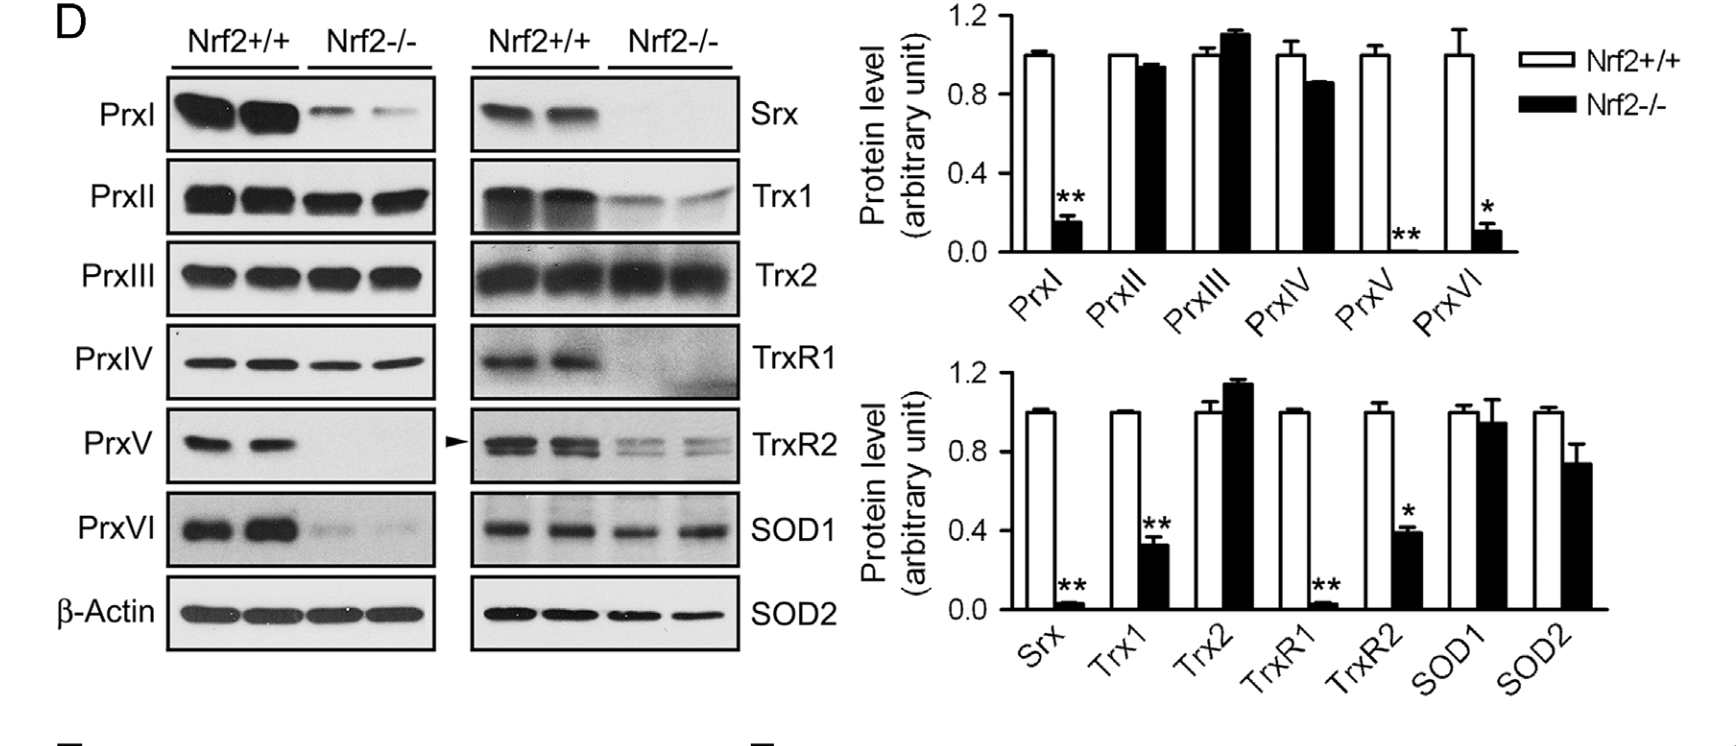 D
Nrf2+/+ Nrf2-/- Nrf2+/+ Nrf2-/-
PrxI Srx
PrxII Trx1
PrxIII Trx2
PrxIV TrxR1
PrxV TrxR2
PrxVI SOD1
β-Actin SOD2
Protein level
(arbitrary unit)
1.2
0.8
0.4
0.0
** ** *
PrxI PrxII PrxIII PrxIV PrxV PrxVI
Nrf2+/+
Nrf2-/-
Protein level
(arbitrary unit)
1.2
0.8
0.4
0.0
** ** ** *
Srx Trx1 Trx2 TrxR1 TrxR2 SOD1 SOD2